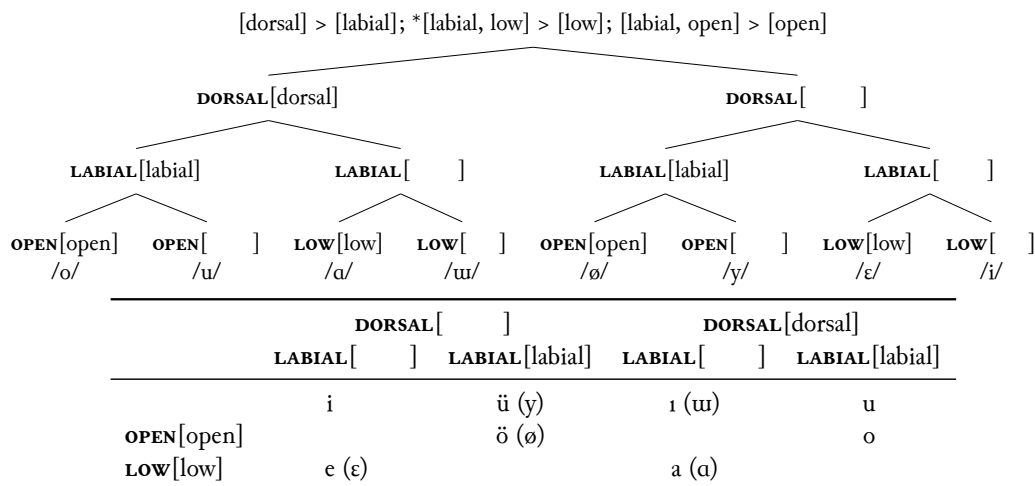 [dorsal] > [labial]; *[labial, low] > [low]; [labial, open] > [open]
DORSAL[dorsal] DORSAL[ ]
LABIAL[labial] LABIAL[ ] LABIAL[labial] LABIAL[ ]
OPEN[open] OPEN[ ] LOW[low] LOW[ ] OPEN[open] OPEN[ ] LOW[low] LOW[ ]
/o/ /u/ /ɑ/ /ɯ/ /ø/ /y/ /ɛ/ /i/
DORSAL[ ] DORSAL[dorsal]
LABIAL[ ] LABIAL[labial] LABIAL[ ] LABIAL[labial]
i ü (y) ı (ɯ) u
OPEN[open] ö (ø) o
LOW[low] e (ɛ) a (ɑ)